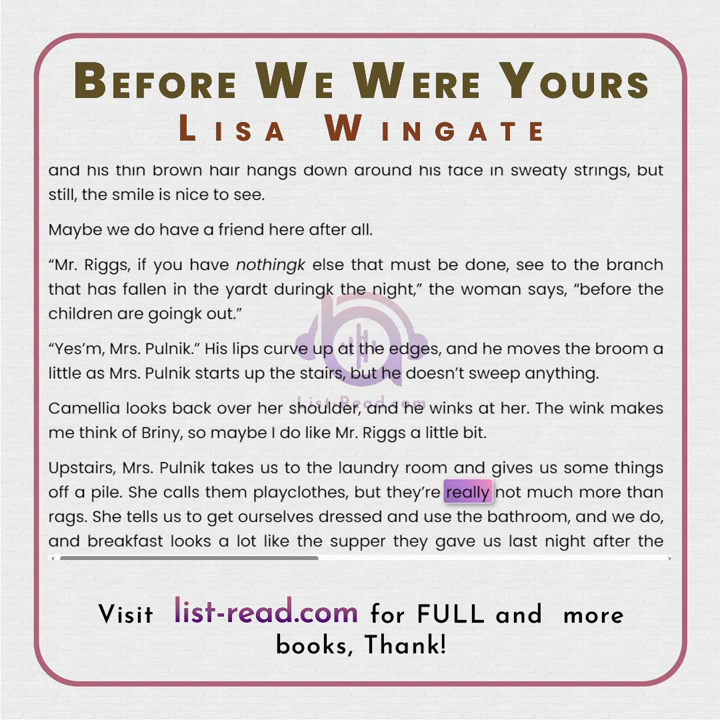 BEFORE WE WERE YOURS
LISA WINGATE
and his thin brown hair hangs down around his face in sweaty strings, but
still, the smile is nice to see.
Maybe we do have a friend here after all.
“Mr. Riggs, if you have nothingk else that must be done, see to the branch
that has fallen in the yardt duringk the night,” the woman says, “before the
children are goingk out.”
“Yes’m, Mrs. Pulnik.” His lips curve up at the edges, and he moves the broom a
little as Mrs. Pulnik starts up the stairs, but he doesn’t sweep anything.
List-Read.com
Camellia looks back over her shoulder, and he winks at her. The wink makes
me think of Briny, so maybe I do like Mr. Riggs a little bit.
Upstairs, Mrs. Pulnik takes us to the laundry room and gives us some things
off a pile. She calls them playclothes, but they’re really not much more than
rags. She tells us to get ourselves dressed and use the bathroom, and we do,
and breakfast looks a lot like the supper they gave us last night after the
Visit list-read.com for FULL and more
books, Thank!